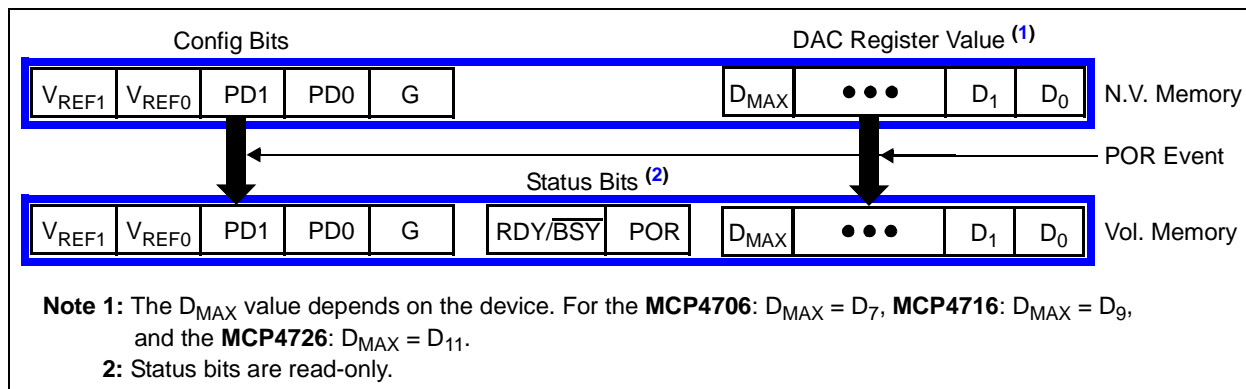 Config Bits DAC Register Value (1)
VREF1 VREF0 PD1 PD0 G DMAX ●●● D1 D0 N.V. Memory
POR Event
Status Bits (2)
VREF1 VREF0 PD1 PD0 G RDY/BSY POR DMAX ●●● D1 D0 Vol. Memory
Note 1: The DMAX value depends on the device. For the MCP4706: DMAX = D7, MCP4716: DMAX = D9,
and the MCP4726: DMAX = D11.
2: Status bits are read-only.